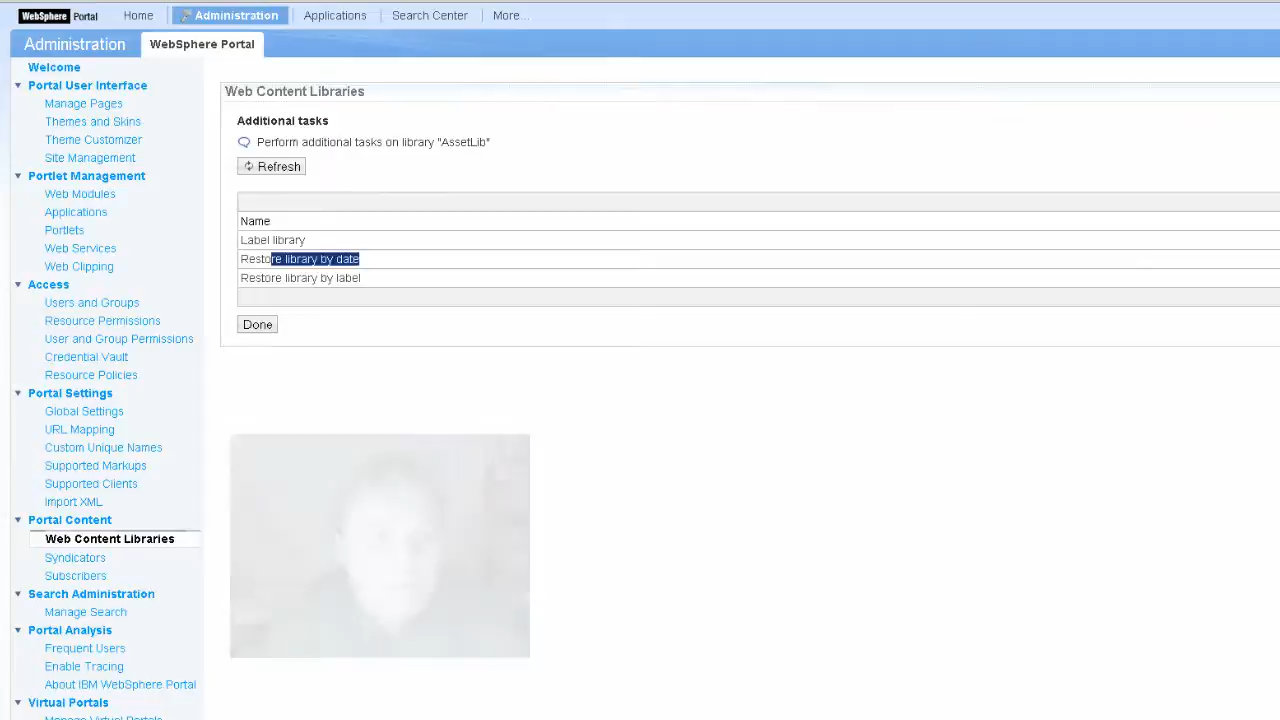 WebSphere Portal Home Administration Applications Search Center More...
Administration WebSphere Portal
Welcome
Portal User Interface
Manage Pages
Themes and Skins
Theme Customizer
Site Management
Portlet Management
Web Modules
Applications
Portlets
Web Services
Web Clipping
Access
Users and Groups
Resource Permissions
User and Group Permissions
Credential Vault
Resource Policies
Portal Settings
Global Settings
URL Mapping
Custom Unique Names
Supported Markups
Supported Clients
Import XML
Portal Content
Web Content Libraries
Syndicators
Subscribers
Search Administration
Manage Search
Portal Analysis
Frequent Users
Enable Tracing
About IBM WebSphere Portal
Virtual Portals
Manage Virtual Portals
Web Content Libraries
Additional tasks
Perform additional tasks on library "AssetLib"
Refresh
Name
Label library
Restore library by date
Restore library by label
Done